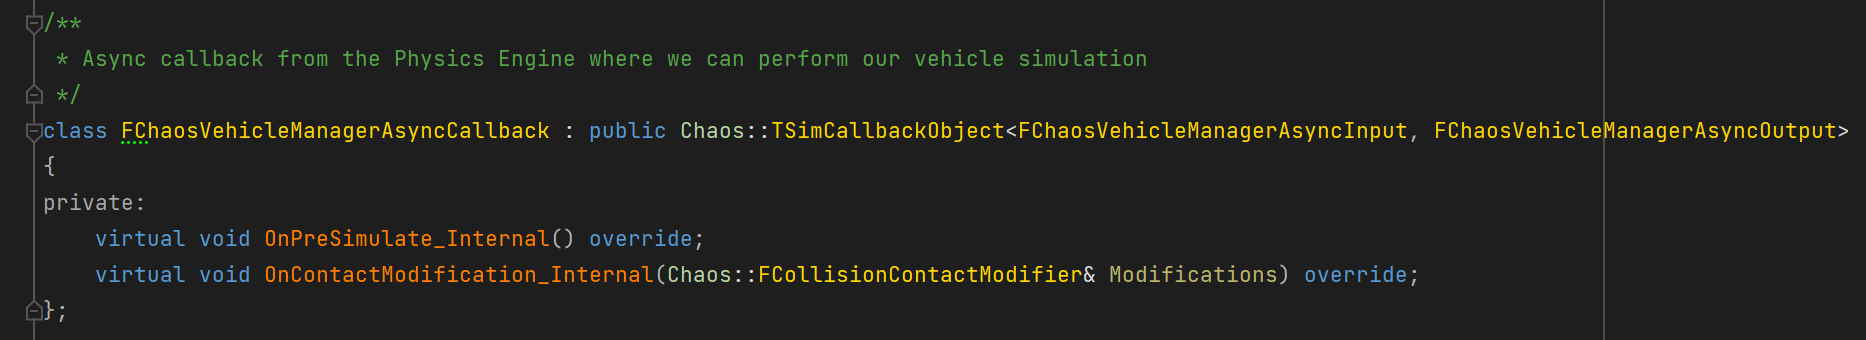 /**
 * Async callback from the Physics Engine where we can perform our vehicle simulation
 */
class FChaosVehicleManagerAsyncCallback : public Chaos::TSimCallbackObject<FChaosVehicleManagerAsyncInput, FChaosVehicleManagerAsyncOutput>
{
private:
    virtual void OnPreSimulate_Internal() override;
    virtual void OnContactModification_Internal(Chaos::FCollisionContactModifier& Modifications) override;
};